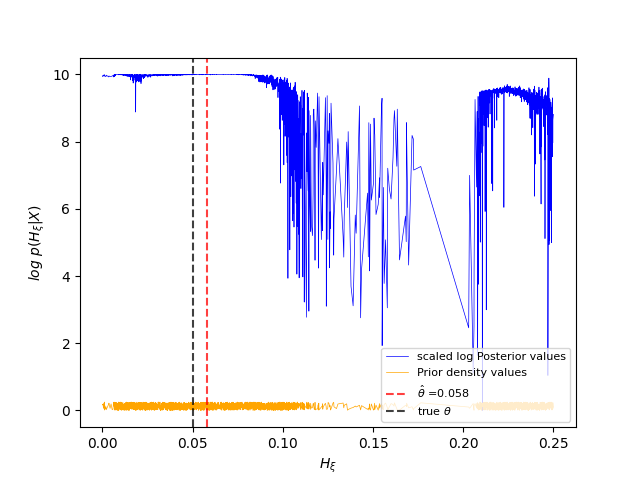 10
8
6
4
2
0
log p(H_ξ|X)
scaled log Posterior values
Prior density values
θ̂ =0.058
true θ
0.00 0.05 0.10 0.15 0.20 0.25
H_ξ